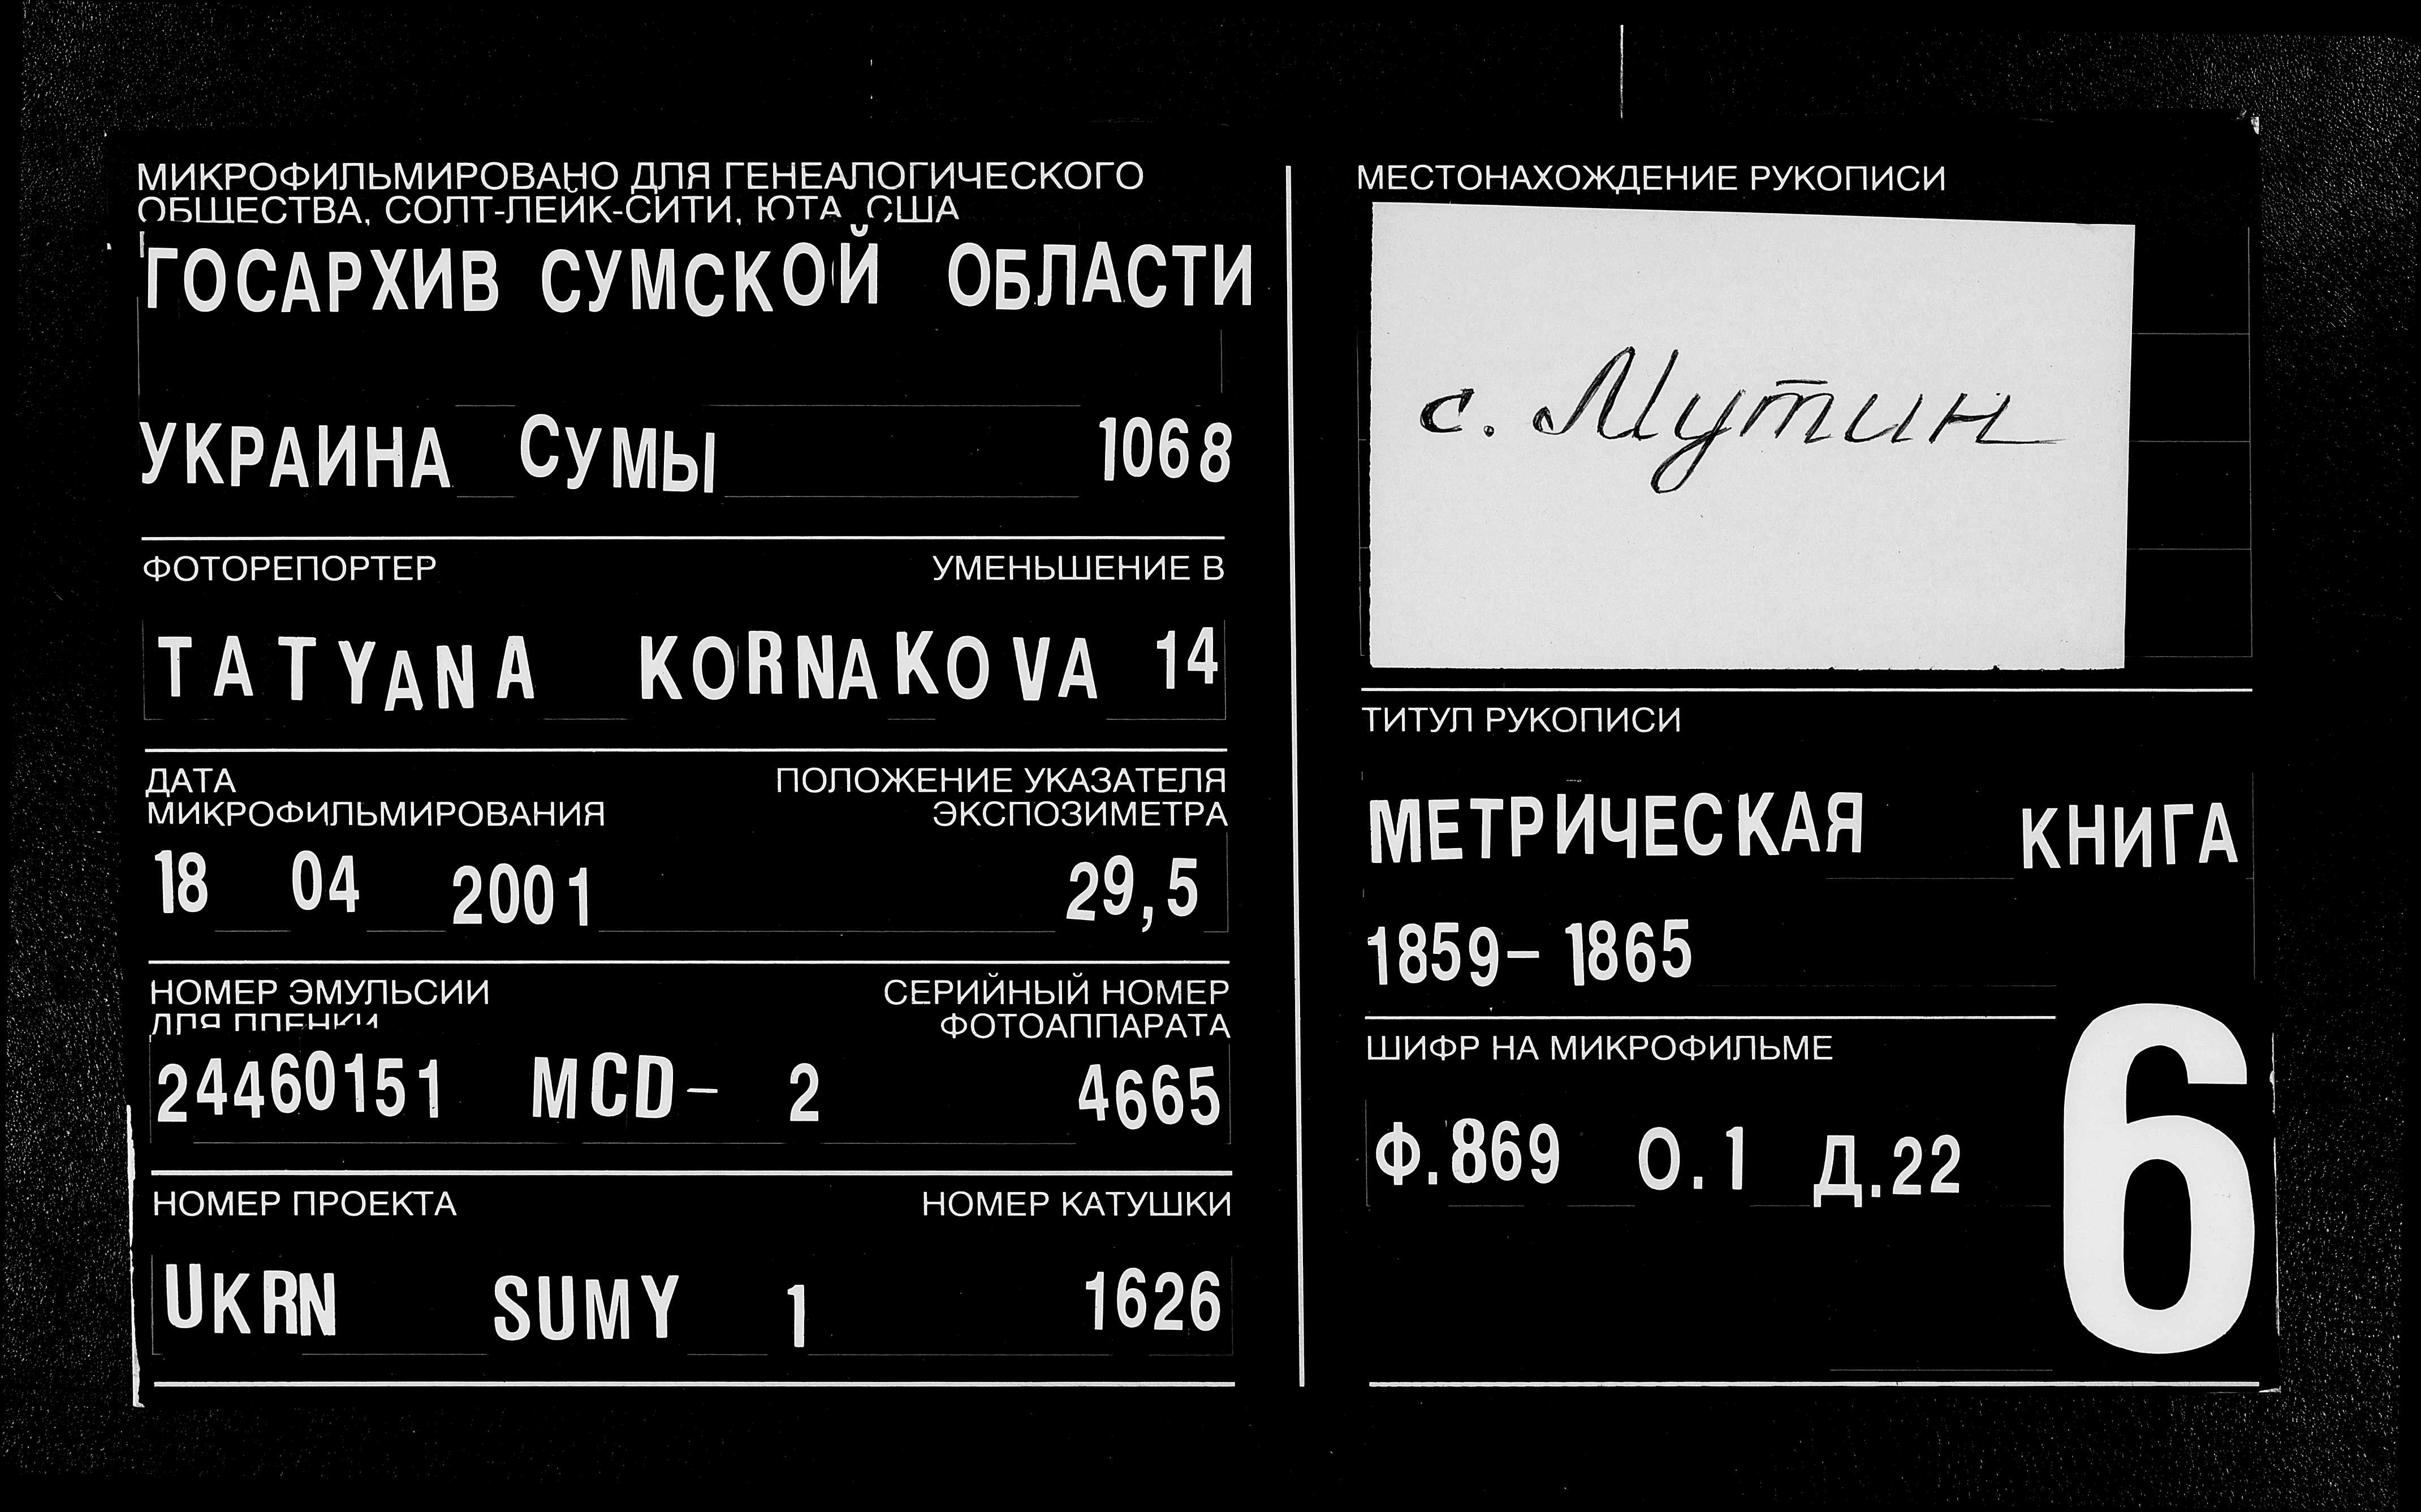 МИКРОФИЛЬМИРОВАНО ДЛЯ ГЕНЕАЛОГИЧЕСКОГО
ОБЩЕСТВА, СОЛТ-ЛЕЙК-СИТИ, ЮТА, США
ГОСАРХИВ СУМСКОЙ ОБЛАСТИ
УКРАИНА СУМЫ 1068
ФОТОРЕПОРТЕР УМЕНЬШЕНИЕ В
TATYANA KORNAKOVA 14
ДАТА ПОЛОЖЕНИЕ УКАЗАТЕЛЯ
МИКРОФИЛЬМИРОВАНИЯ ЭКСПОЗИМЕТРА
18 04 2001 29,5
НОМЕР ЭМУЛЬСИИ СЕРИЙНЫЙ НОМЕР
ДЛЯ ПЛЕНКИ ФОТОАППАРАТА
24460151 MCD- 2 4665
НОМЕР ПРОЕКТА НОМЕР КАТУШКИ
UKRN SUMY 1 1626
МЕСТОНАХОЖДЕНИЕ РУКОПИСИ
с. Мутин
ТИТУЛ РУКОПИСИ
МЕТРИЧЕСКАЯ КНИГА
1859- 1865
ШИФР НА МИКРОФИЛЬМЕ
Ф.869 О.1 Д.22
6